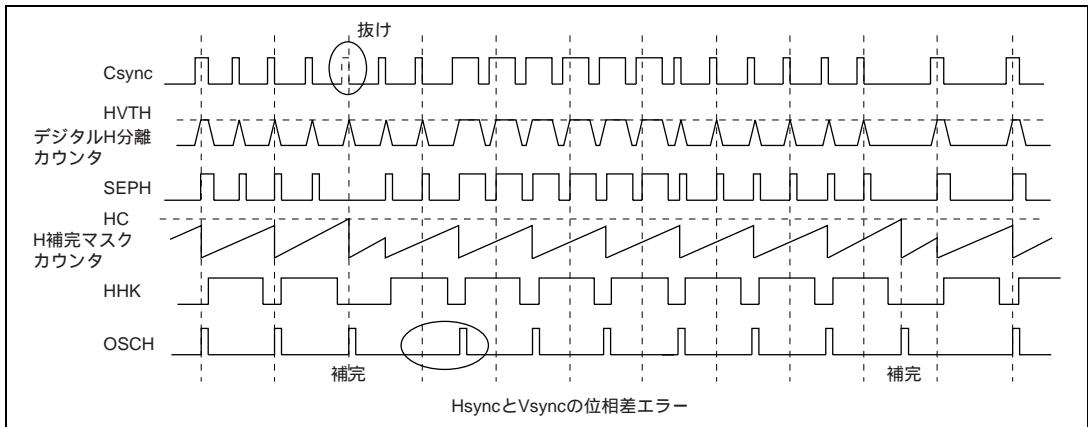 抜け
Csync
HVTH
デジタルH分離
カウンタ
SEPH
HC
H補完マスク
カウンタ
HHK
OSCH
補完
補完
HsyncとVsyncの位相差エラー